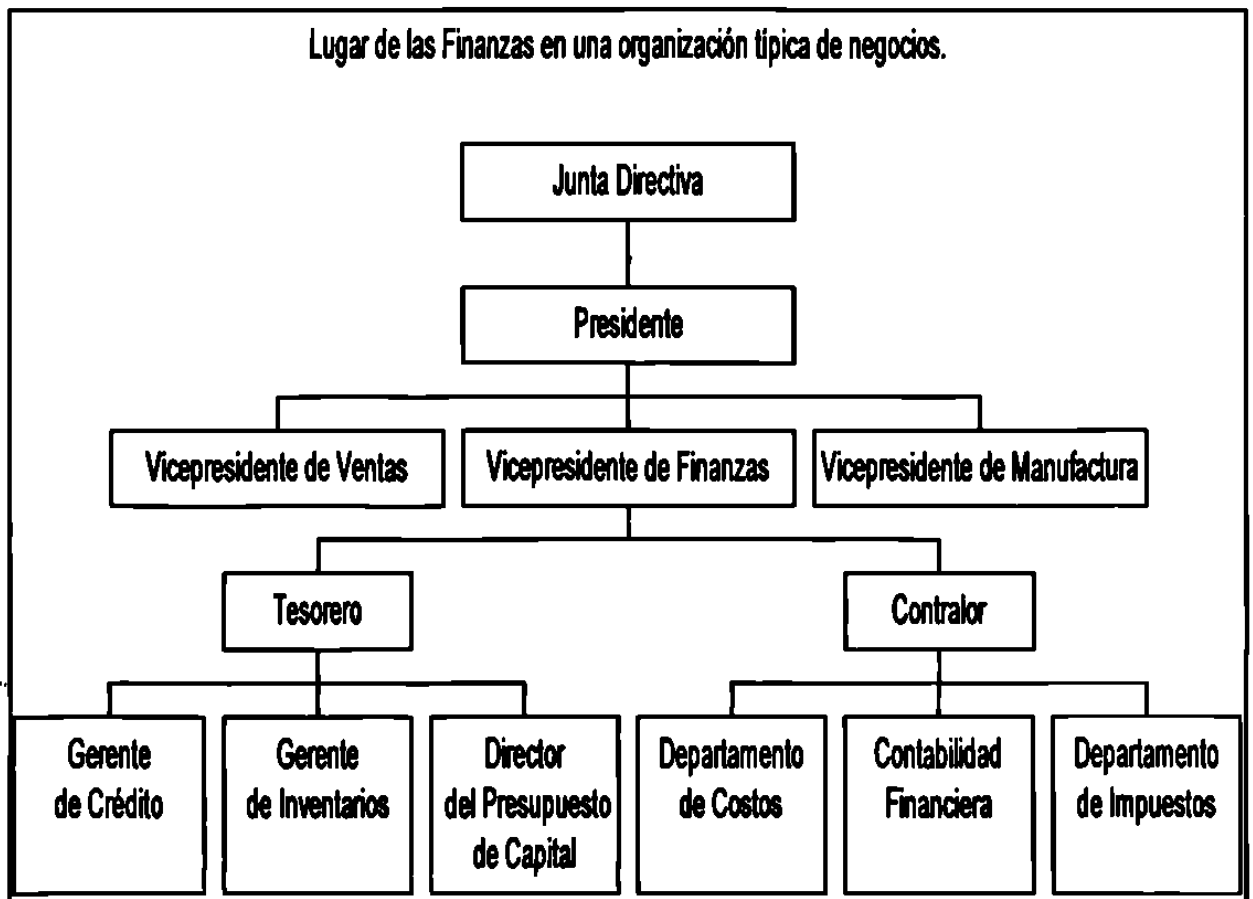 Lugar de las Finanzas en una organización típica de negocios.
Junta Directiva
Presidente
Vicepresidente de Ventas
Vicepresidente de Finanzas
Vicepresidente de Manufactura
Tesorero
Contralor
Gerente
de Crédito
Gerente
de Inventarios
Director
del Presupuesto
de Capital
Departamento
de Costos
Contabilidad
Financiera
Departamento
de Impuestos